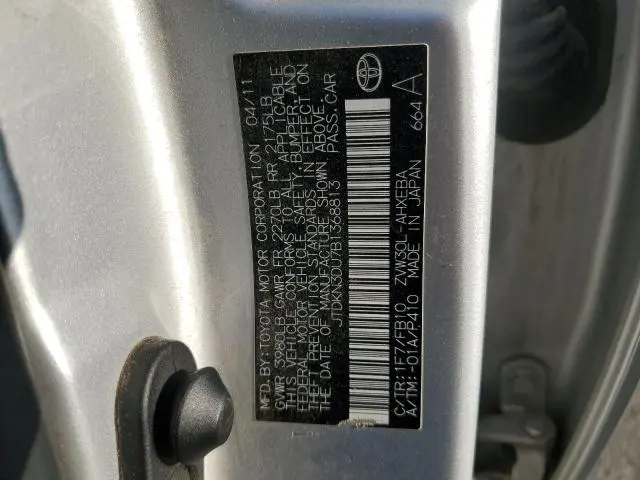 MFD.BY:TOYOTA MOTOR CORPORATION 04/11
GVWR 3980LB GAWR FR 2270LB RR 2175LB
THIS VEHICLE CONFORMS TO ALL APPLICABLE
FEDERAL MOTOR VEHICLE SAFETY,BUMPER,AND
THEFT PREVENTION STANDARDS IN EFFECT ON
THE DATE OF MANUFACTURE SHOWN ABOVE.
JTDKN3DU7B1368813 PASS.CAR
C/TR:1F7/FB10 ZVW30L-AHXEBA
A/TM:-01A/P410 MADE IN JAPAN 664 A